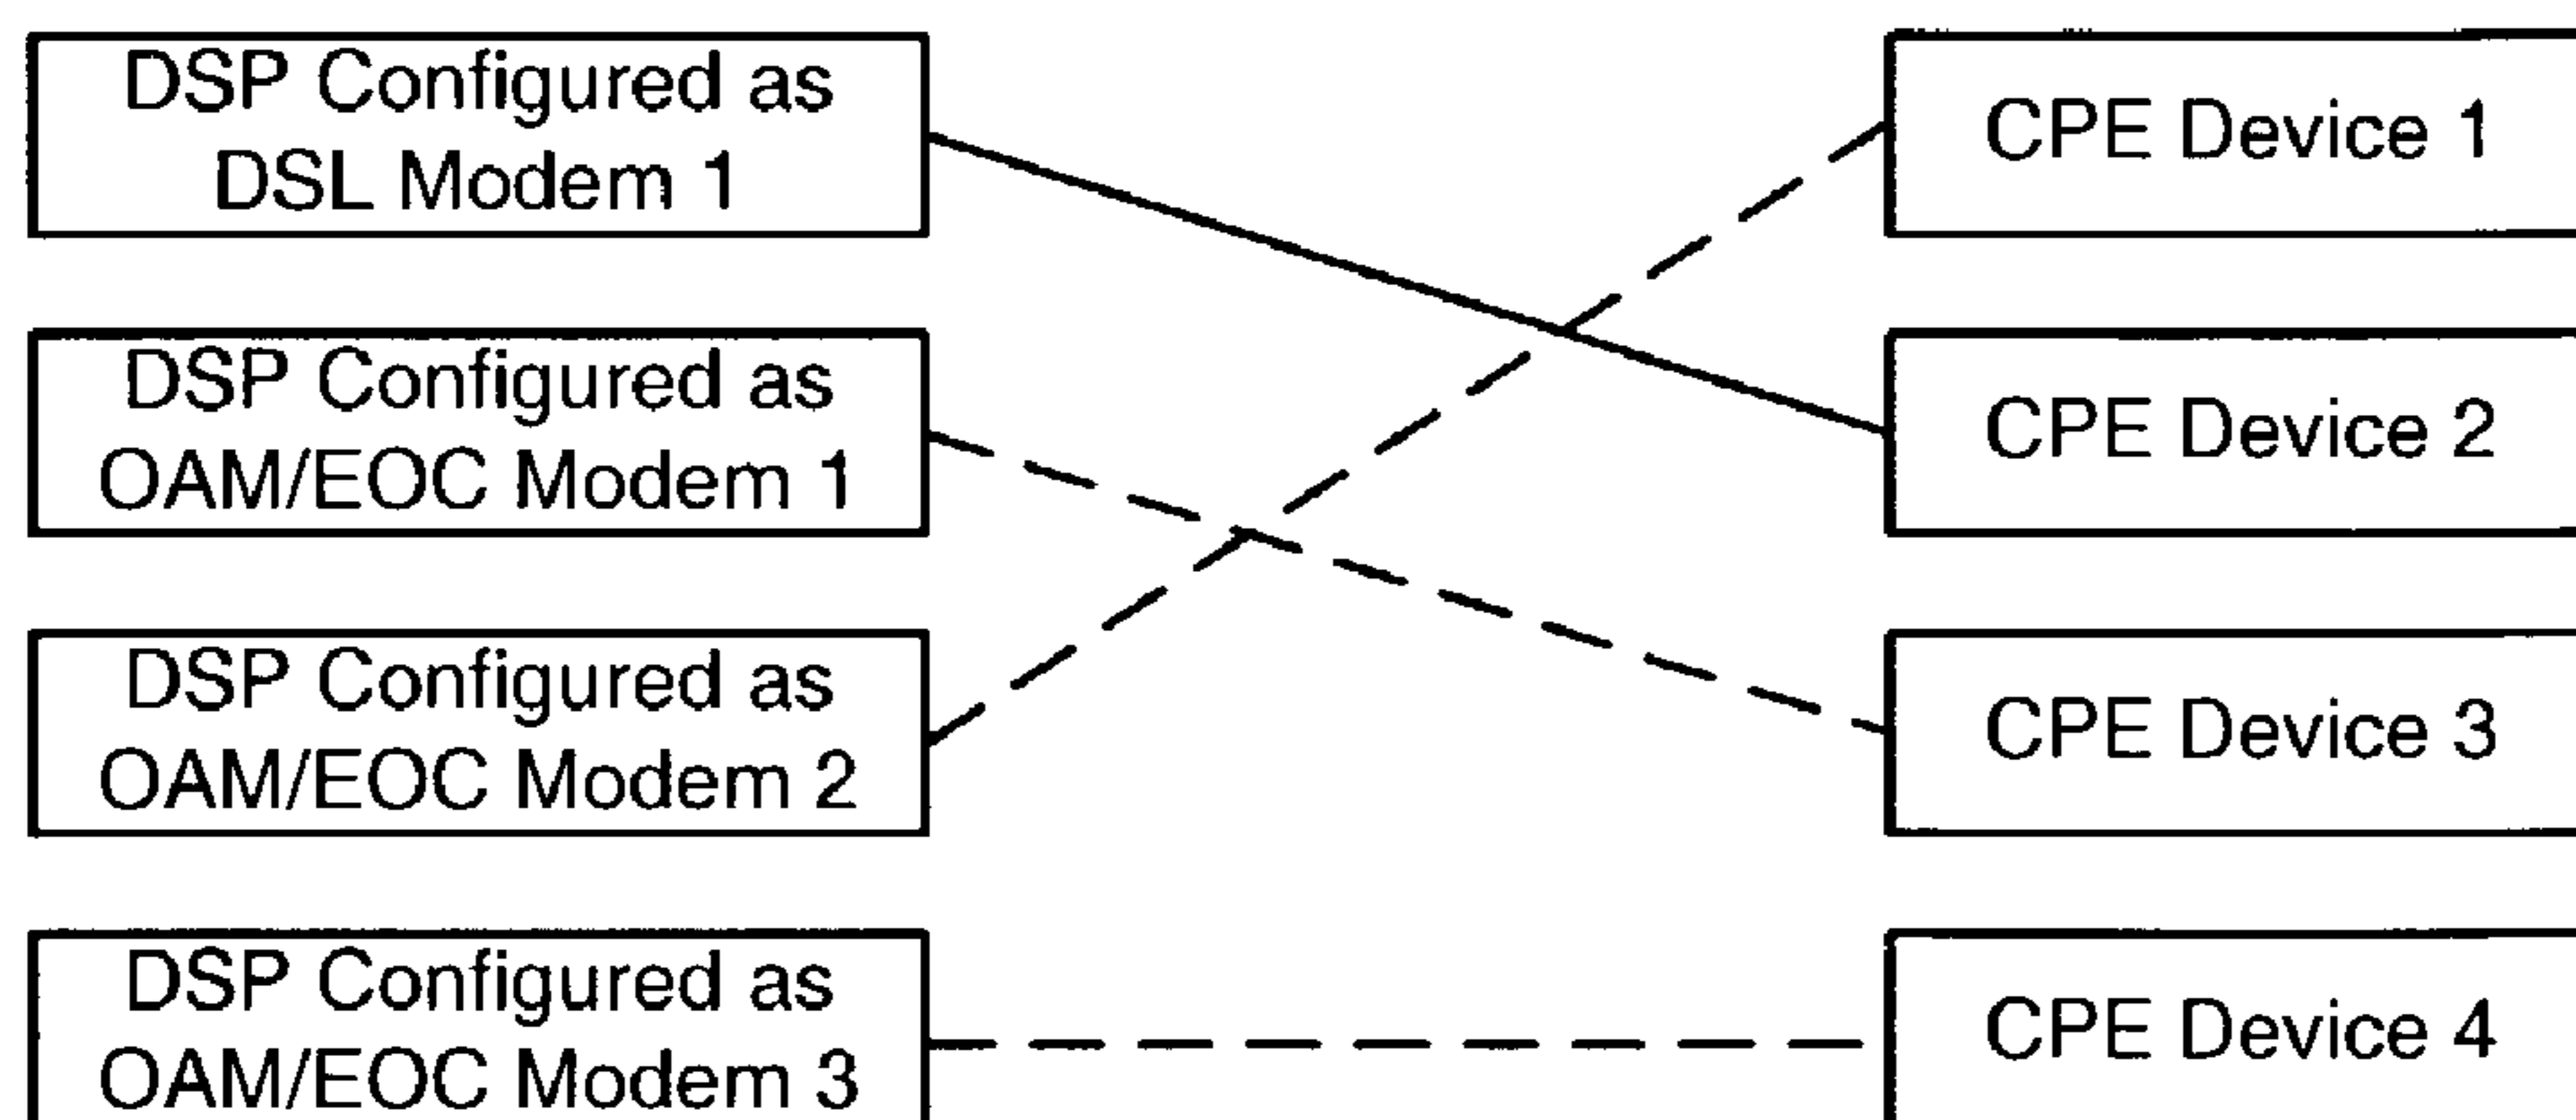 DSP Configured as
DSL Modem 1
CPE Device 1
DSP Configured as
OAM/EOC Modem 1
CPE Device 2
DSP Configured as
OAM/EOC Modem 2
CPE Device 3
DSP Configured as
OAM/EOC Modem 3
CPE Device 4